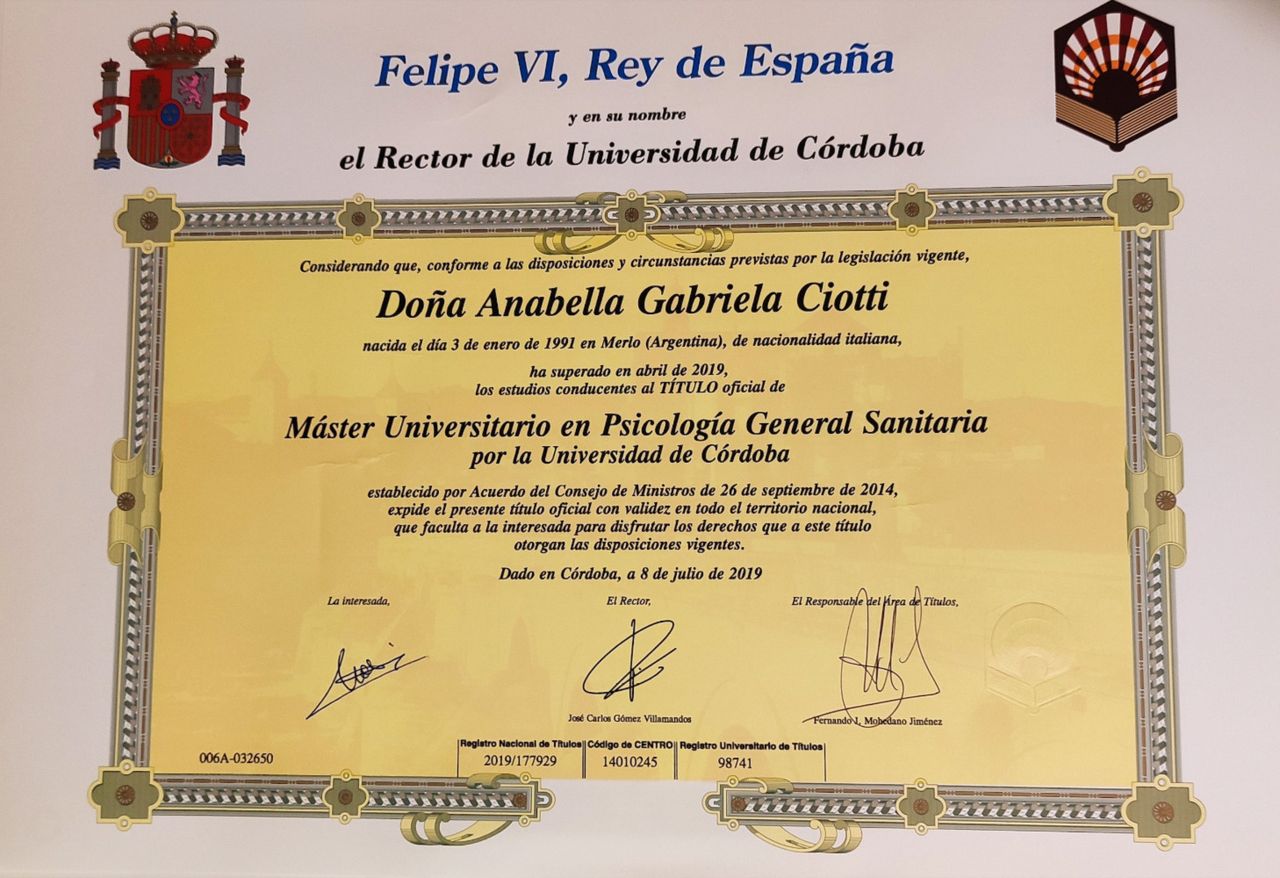 Felipe VI, Rey de España
y en su nombre
el Rector de la Universidad de Córdoba
Considerando que, conforme a las disposiciones y circunstancias previstas por la legislación vigente,
Doña Anabella Gabriela Ciotti
nacida el día 3 de enero de 1991 en Merlo (Argentina), de nacionalidad italiana,
ha superado en abril de 2019,
los estudios conducentes al TÍTULO oficial de
Máster Universitario en Psicología General Sanitaria
por la Universidad de Córdoba
establecido por Acuerdo del Consejo de Ministros de 26 de septiembre de 2014,
expide el presente título oficial con validez en todo el territorio nacional,
que faculta a la interesada para disfrutar los derechos que a este título
otorgan las disposiciones vigentes.
Dado en Córdoba, a 8 de julio de 2019
La interesada, El Rector, El Responsable del Área de Títulos,
José Carlos Gómez Villamandos Fernando J. Mohedano Jiménez
Registro Nacional de Títulos Código de CENTRO Registro Universitario de Títulos
006A-032650 2019/177929 14010245 98741